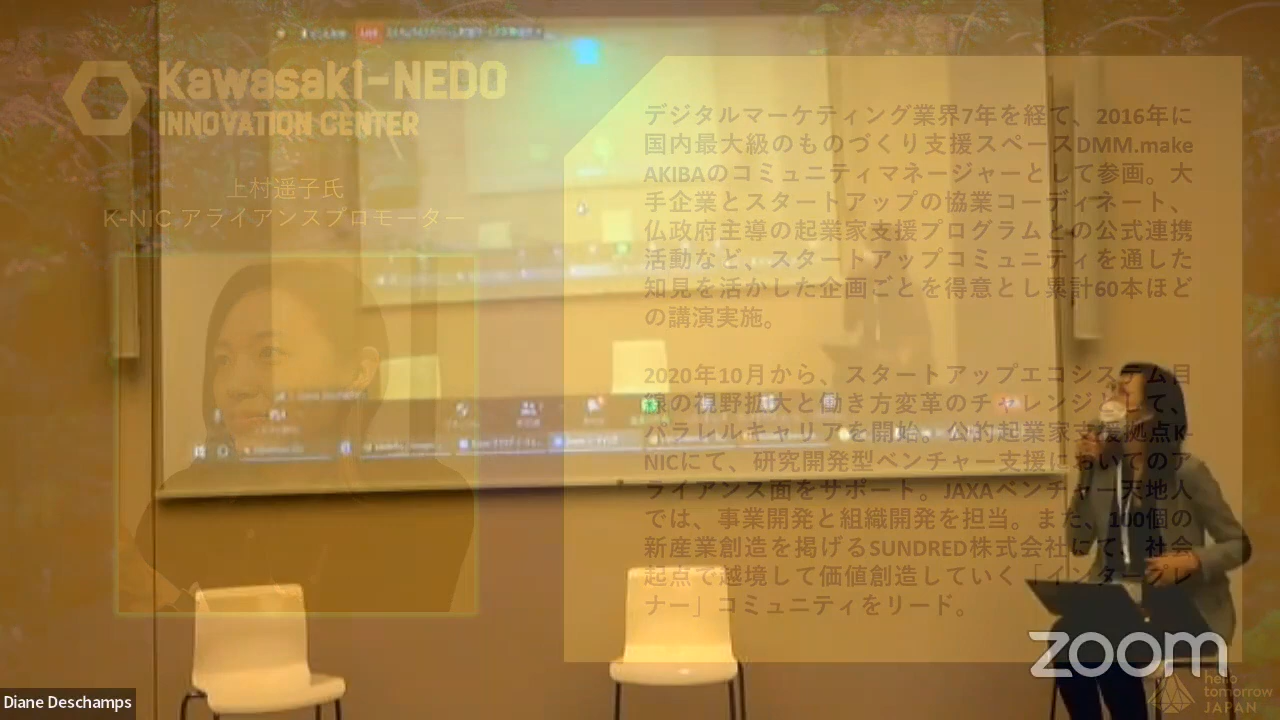 Kawasaki-NEDO
INNOVATION CENTER
上村遥子氏
K-NIC アライアンスプロモーター
デジタルマーケティング業界7年を経て、2016年に
国内最大級のものづくり支援スペースDMM.make
AKIBAのコミュニティマネージャーとして参画。大
手企業とスタートアップの協業コーディネート、
仏政府主導の起業家支援プログラムとの公式連携
活動など、スタートアップコミュニティを通した
知見を活かした企画ごとを得意とし累計60本ほど
の講演実施。
2020年10月から、スタートアップエコシステム目
線の視野拡大と働き方変革のチャレンジとして、
パラレルキャリアを開始。公的起業家支援拠点K-
NICにて、研究開発型ベンチャー支援においてのア
ライアンス面をサポート。JAXAベンチャー天地人
では、事業開発と組織開発を担当。また、100個の
新産業創造を掲げるSUNDRED株式会社にて、社会
起点で越境して価値創造していく「インタープレ
ナー」コミュニティをリード。
zoom
hello
tomorrow
JAPAN
Diane Deschamps